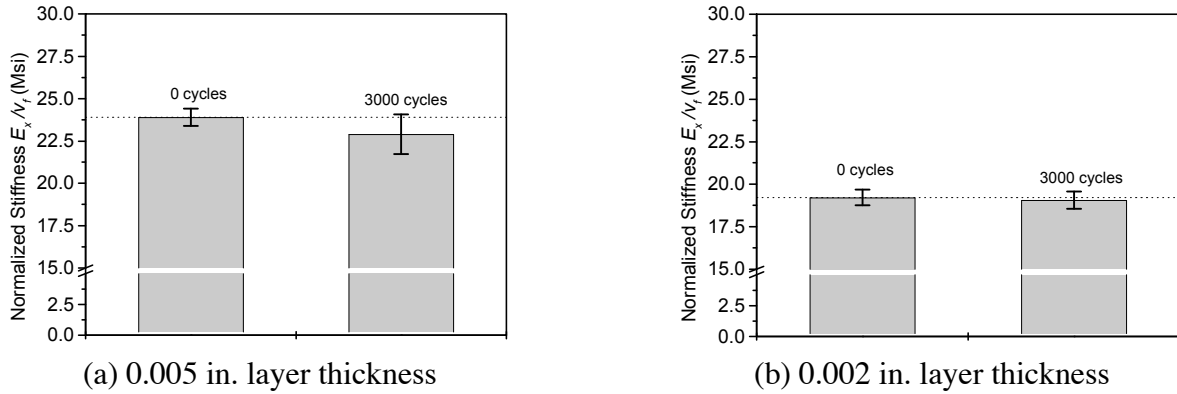 Normalized Stiffness E_x/v_f (Msi)
30.0
27.5
25.0
22.5
20.0
17.5
15.0
2.5
0.0
0 cycles
3000 cycles
(a) 0.005 in. layer thickness
Normalized Stiffness E_x/v_f (Msi)
30.0
27.5
25.0
22.5
20.0
17.5
15.0
2.5
0.0
0 cycles
3000 cycles
(b) 0.002 in. layer thickness